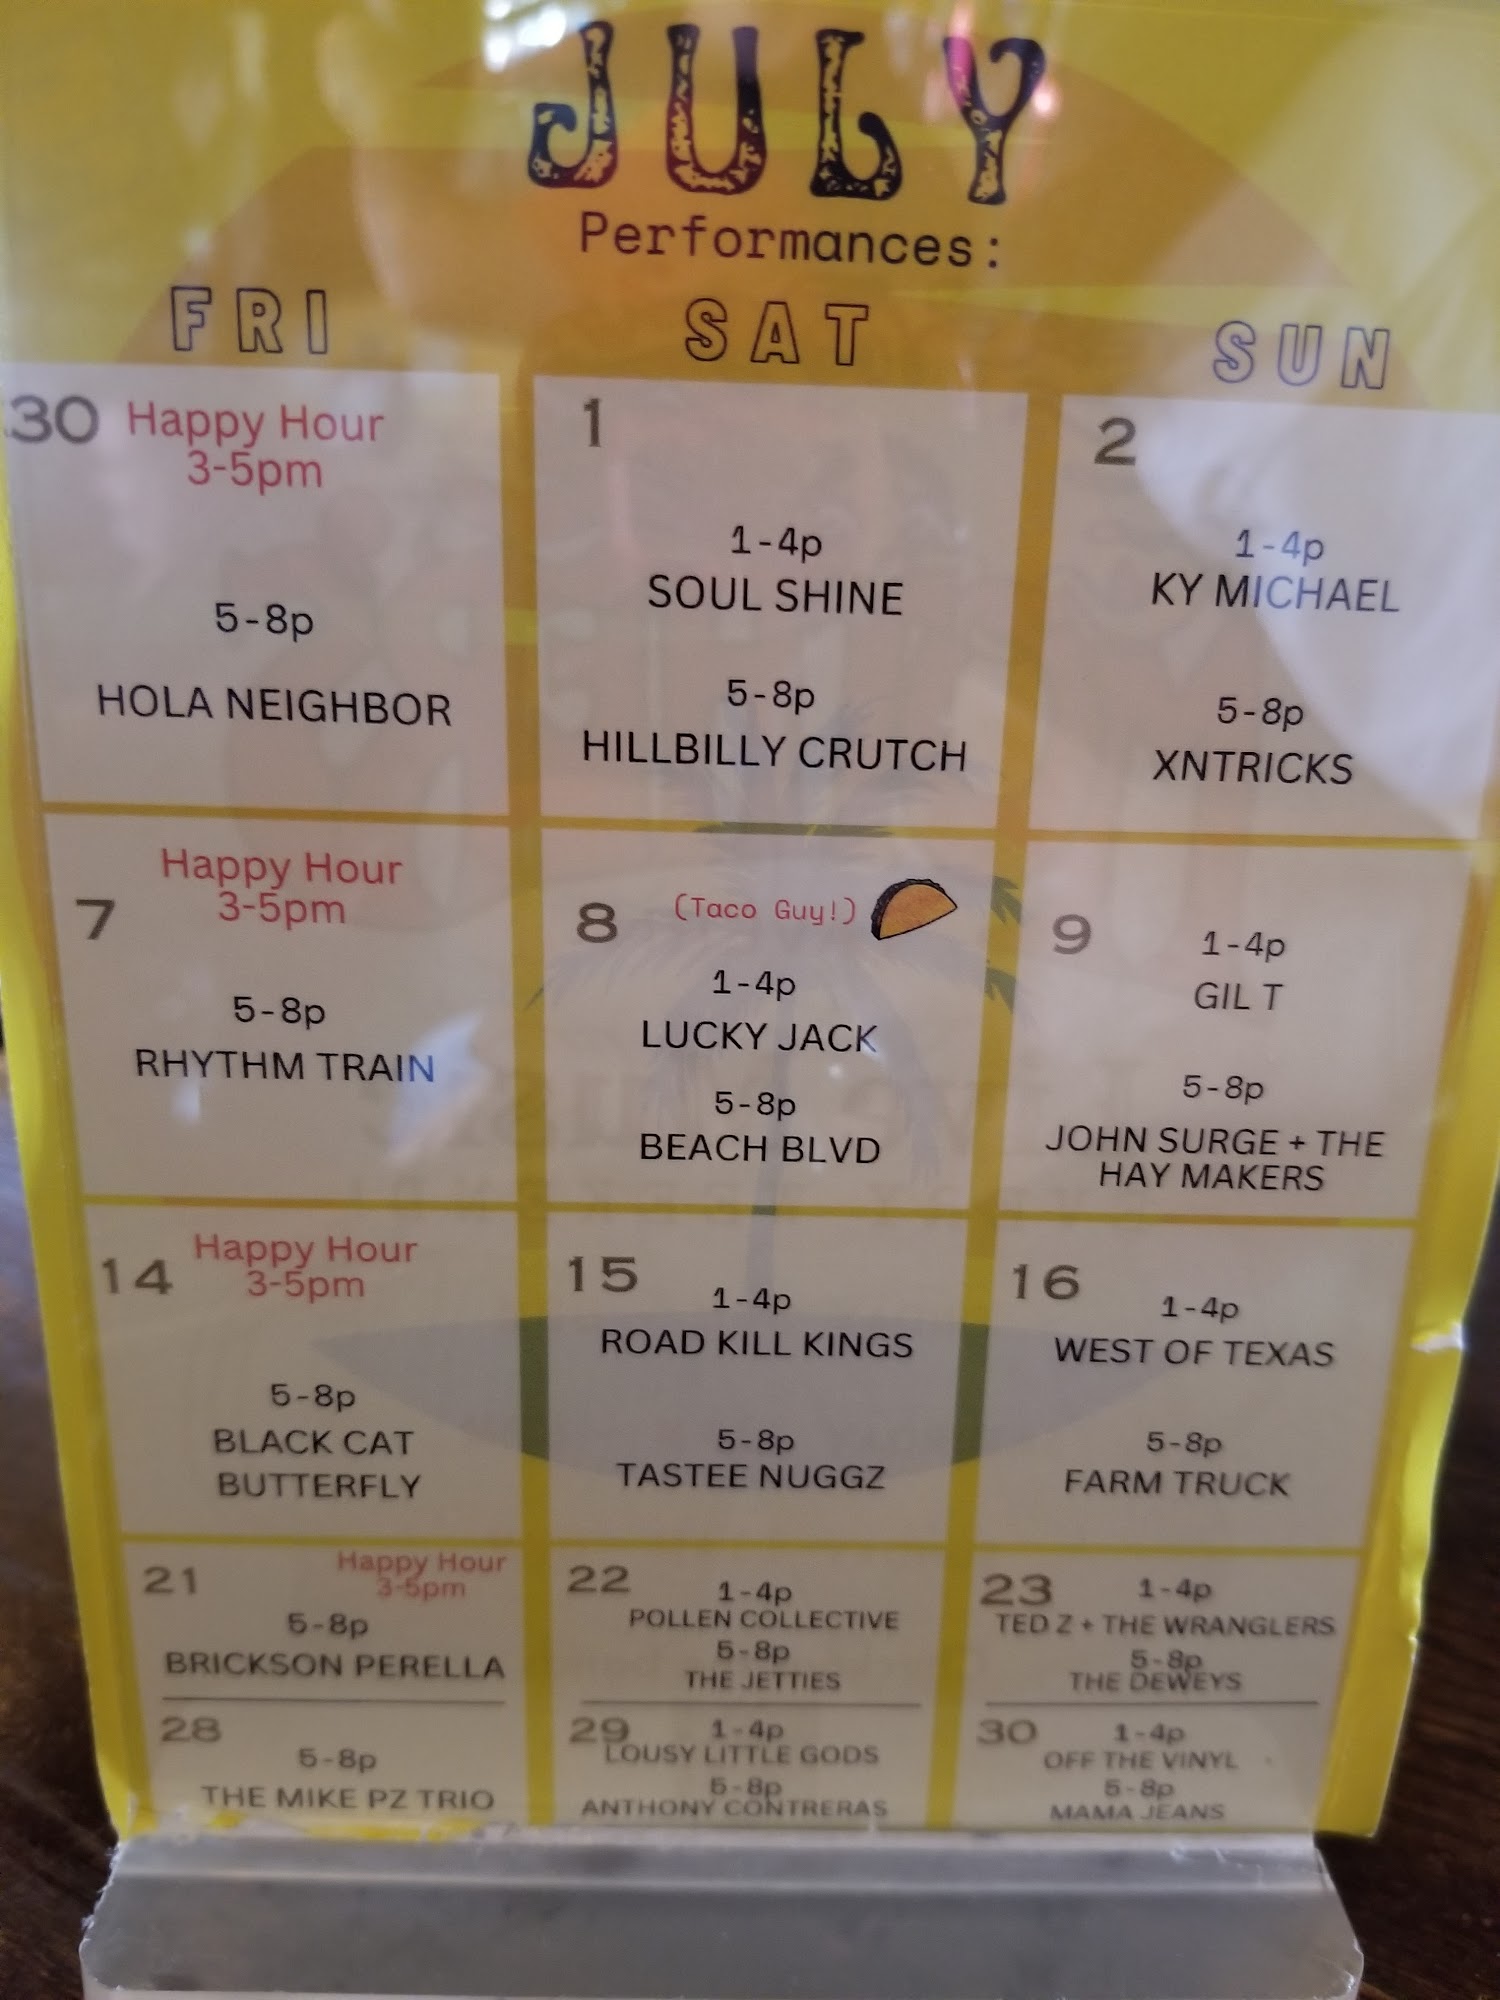 JULY
Performances:
FRI SAT SUN
30 Happy Hour
3-5pm
5-8p
HOLA NEIGHBOR
1
1-4p
SOUL SHINE
5-8p
HILLBILLY CRUTCH
2
1-4p
KY MICHAEL
5-8p
XNTRICKS
7
Happy Hour
3-5pm
5-8p
RHYTHM TRAIN
8 (Taco Guy!)
1-4p
LUCKY JACK
5-8p
BEACH BLVD
9
1-4p
GIL T
5-8p
JOHN SURGE + THE
HAY MAKERS
14
Happy Hour
3-5pm
5-8p
BLACK CAT
BUTTERFLY
15
1-4p
ROAD KILL KINGS
5-8p
TASTEE NUGGZ
16
1-4p
WEST OF TEXAS
5-8p
FARM TRUCK
21
Happy Hour
3-5pm
5-8p
BRICKSON PERELLA
22
1-4p
POLLEN COLLECTIVE
5-8p
THE JETTIES
23
1-4p
TED Z + THE WRANGLERS
5-8p
THE DEWEYS
28
5-8p
THE MIKE PZ TRIO
29
1-4p
LOUSY LITTLE GODS
5-8p
ANTHONY CONTRERAS
30
1-4p
OFF THE VINYL
5-8p
MAMA JEANS